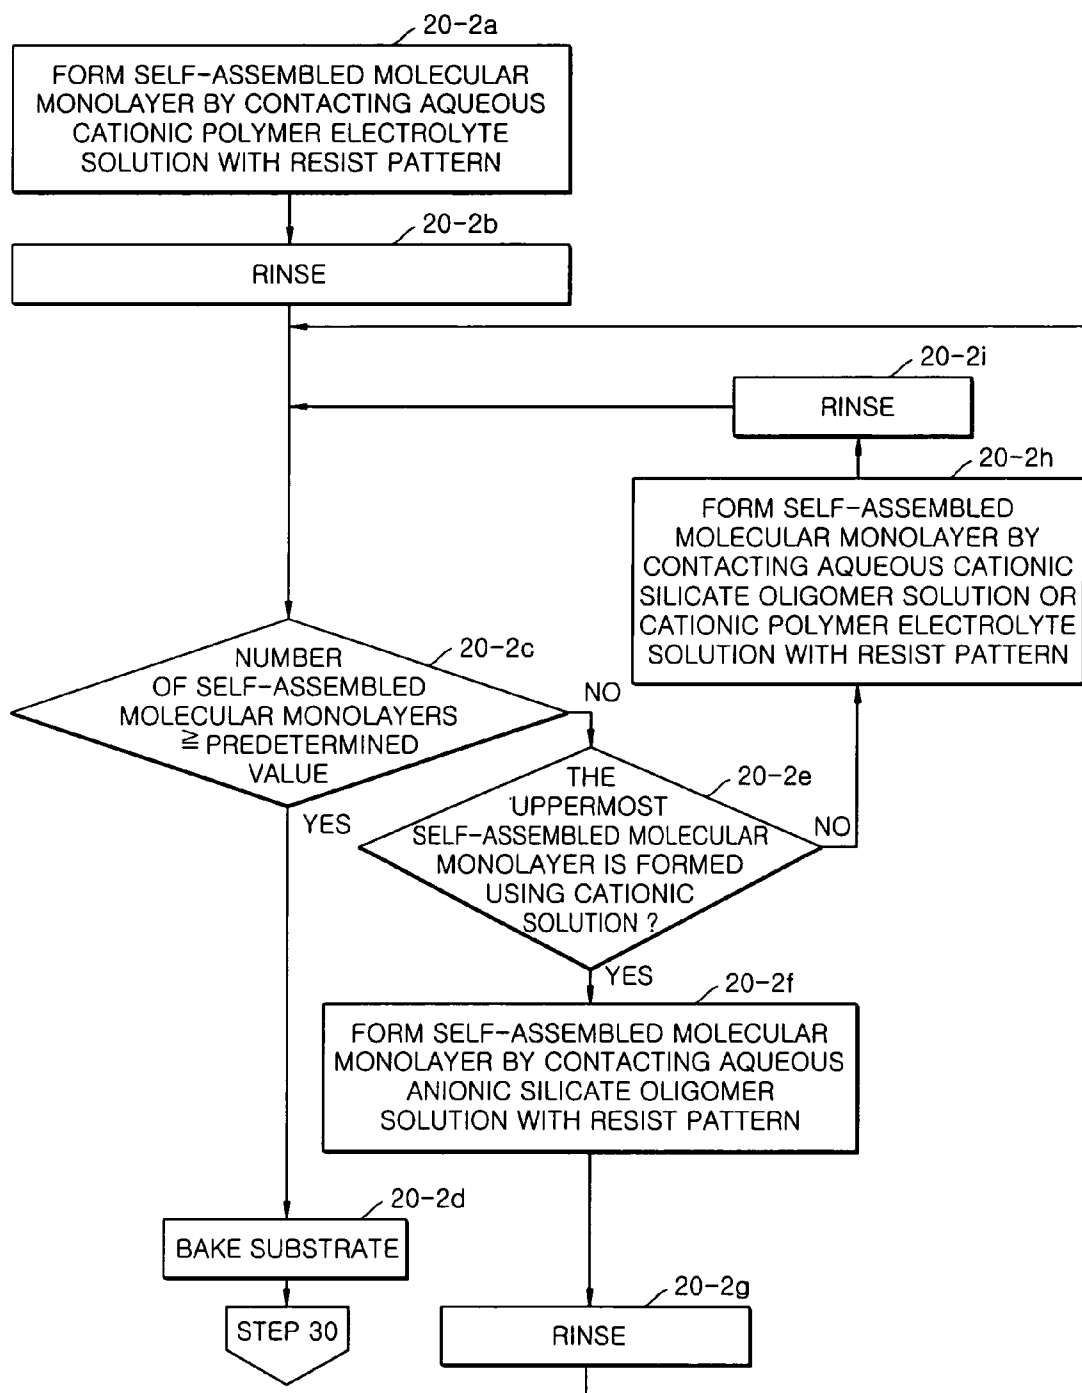 20-2a
FORM SELF-ASSEMBLED MOLECULAR
MONOLAYER BY CONTACTING AQUEOUS
CATIONIC POLYMER ELECTROLYTE
SOLUTION WITH RESIST PATTERN
20-2b
RINSE
20-2i
RINSE
20-2h
FORM SELF-ASSEMBLED
MOLECULAR MONOLAYER BY
CONTACTING AQUEOUS CATIONIC
SILICATE OLIGOMER SOLUTION OR
CATIONIC POLYMER ELECTROLYTE
SOLUTION WITH RESIST PATTERN
20-2c
NUMBER
OF SELF-ASSEMBLED
MOLECULAR MONOLAYERS
≧ PREDETERMINED
VALUE
NO
YES
20-2e
THE
UPPERMOST
SELF-ASSEMBLED MOLECULAR
MONOLAYER IS FORMED
USING CATIONIC
SOLUTION ?
NO
YES
20-2f
FORM SELF-ASSEMBLED MOLECULAR
MONOLAYER BY CONTACTING AQUEOUS
ANIONIC SILICATE OLIGOMER
SOLUTION WITH RESIST PATTERN
20-2d
BAKE SUBSTRATE
20-2g
RINSE
STEP 30